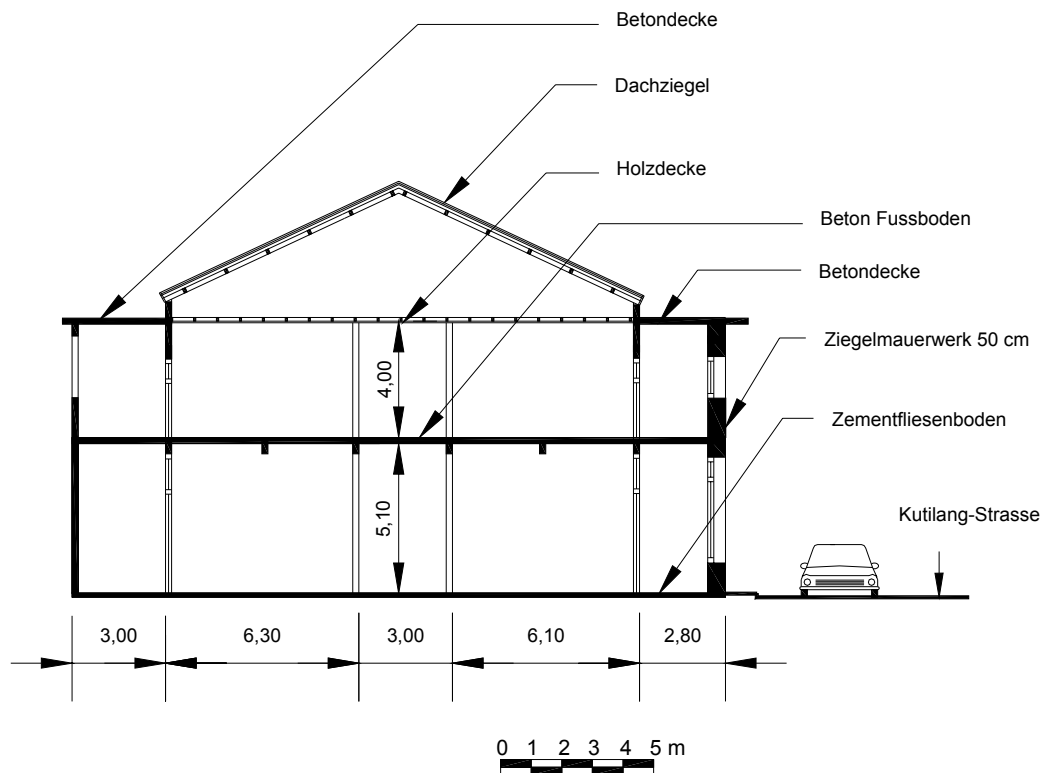 Betondecke
Dachziegel
Holzdecke
Beton Fussboden
Betondecke
Ziegelmauerwerk 50 cm
4,00
Zementfliesenboden
5,10
Kutilang-Strasse
3,00 6,30 3,00 6,10 2,80
0 1 2 3 4 5 m